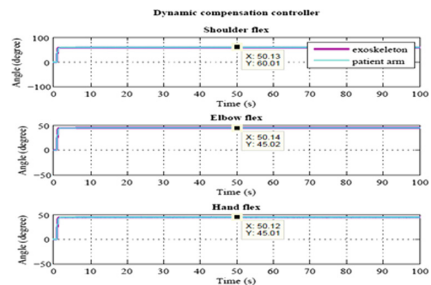 Dynamic compensation controller
Shoulder flex
Angle (degree)
100
0
-100
X: 50.13
Y: 60.01
exoskeleton
patient arm
0 10 20 30 40 50 60 70 80 90 100
Time (s)
Elbow flex
Angle (degree)
50
0
-50
X: 50.14
Y: 45.02
0 10 20 30 40 50 60 70 80 90 100
Time (s)
Hand flex
Angle (degree)
50
0
-50
X: 50.12
Y: 45.01
0 10 20 30 40 50 60 70 80 90 100
Time (s)